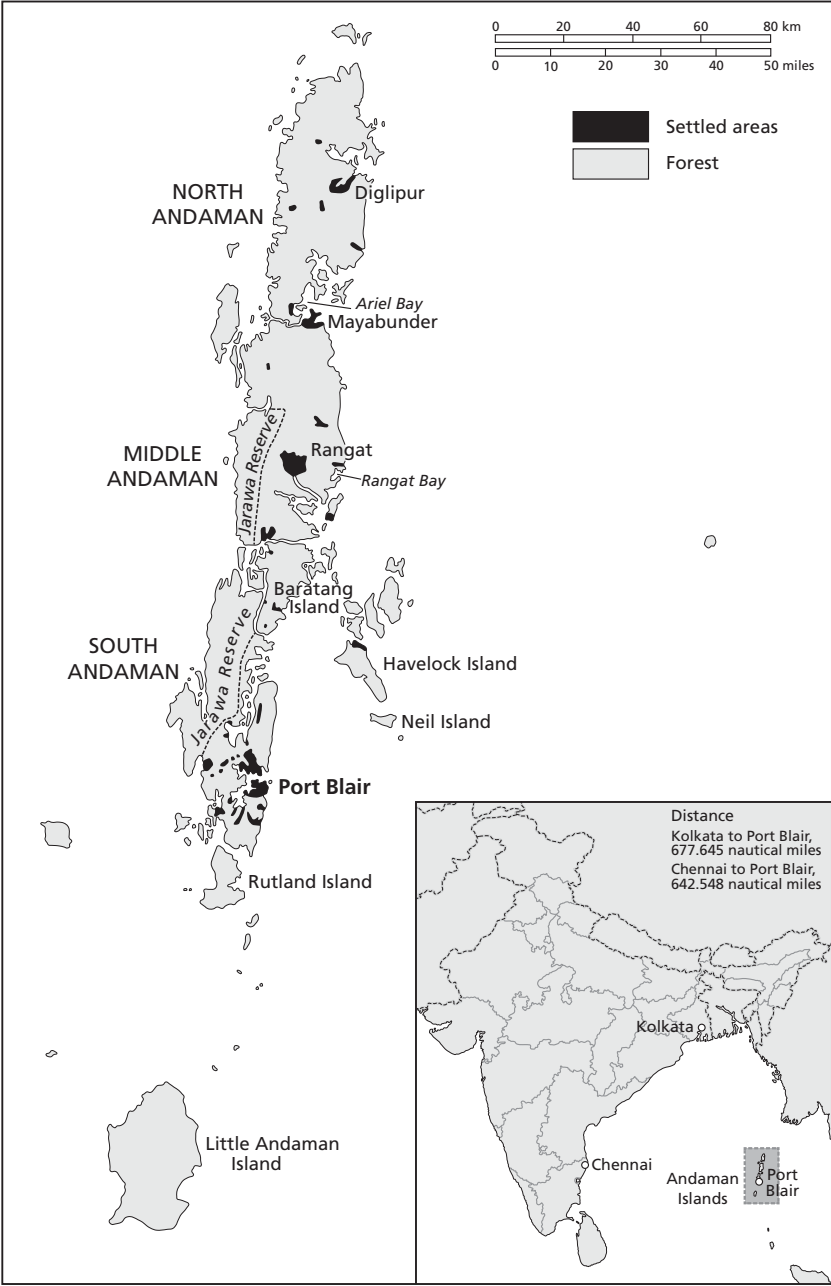 0 20 40 60 80 km
0 10 20 30 40 50 miles
Settled areas
Forest
NORTH
ANDAMAN
Diglipur
Ariel Bay
Mayabunder
MIDDLE
ANDAMAN
Jarawa Reserve
Rangat
Rangat Bay
Baratang
Island
SOUTH
ANDAMAN
Jarawa Reserve
Havelock Island
Neil Island
Port Blair
Rutland Island
Little Andaman
Island
Distance
Kolkata to Port Blair,
677.645 nautical miles
Chennai to Port Blair,
642.548 nautical miles
Kolkata
Chennai
Andaman
Islands
Port
Blair